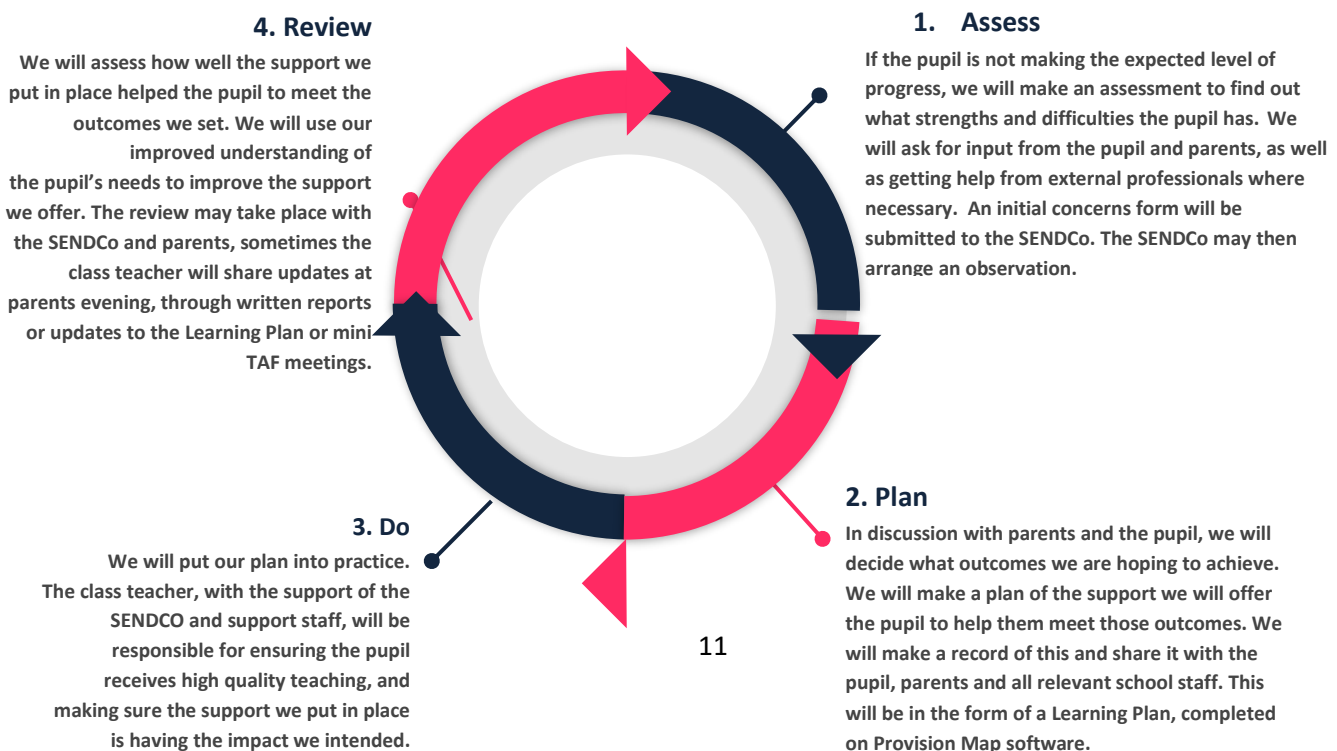 4. Review
We will assess how well the support we
put in place helped the pupil to meet the
outcomes we set. We will use our
improved understanding of
the pupil's needs to improve the support
we offer. The review may take place with
the SENDCo and parents, sometimes the
class teacher will share updates at
parents evening, through written reports
or updates to the Learning Plan or mini
TAF meetings.
1. Assess
If the pupil is not making the expected level of
progress, we will make an assessment to find out
what strengths and difficulties the pupil has. We
will ask for input from the pupil and parents, as well
as getting help from external professionals where
necessary. An initial concerns form will be
submitted to the SENDCo. The SENDCo may then
arrange an observation.
3. Do
We will put our plan into practice.
The class teacher, with the support of the
SENDCO and support staff, will be
responsible for ensuring the pupil
receives high quality teaching, and
making sure the support we put in place
is having the impact we intended.
2. Plan
In discussion with parents and the pupil, we will
decide what outcomes we are hoping to achieve.
We will make a plan of the support we will offer
the pupil to help them meet those outcomes. We
will make a record of this and share it with the
pupil, parents and all relevant school staff. This
will be in the form of a Learning Plan, completed
on Provision Map software.
11